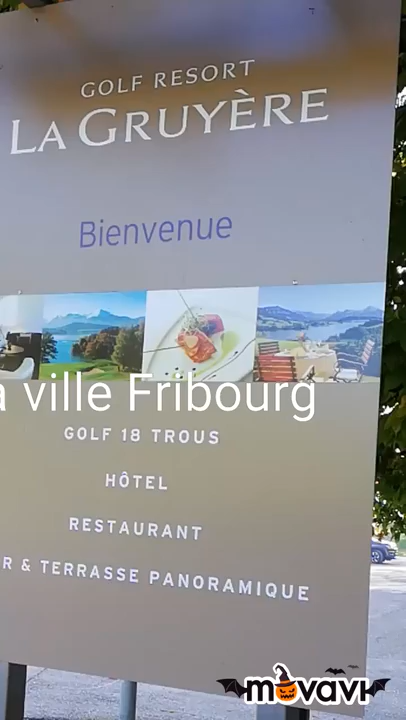 GOLF RESORT
LA GRUYÈRE
Bienvenue
a ville Fribourg
GOLF 18 TROUS
HÔTEL
RESTAURANT
R & TERRASSE PANORAMIQUE
movavi